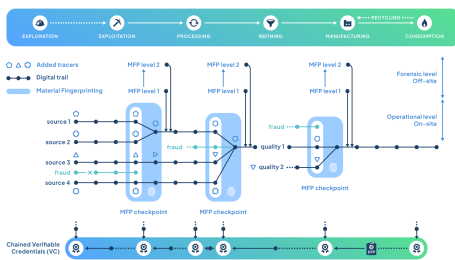 RECYCLING
EXPLORATION
EXPLOITATION
PROCESSING
REFINING
MANUFACTURING
CONSUMPTION
Added tracers
Digital trail
Material Fingerprinting
MFP level 2
MFP level 2
MFP level 2
MFP level 1
MFP level 1
MFP level 1
Forensic level
Off-site
Operational level
On-site
source 1
source 2
source 3
fraud
source 4
fraud
fraud
quality 1
quality 2
MFP checkpoint
MFP checkpoint
MFP checkpoint
Chained Verifiable
Credentials (VC)
DPP